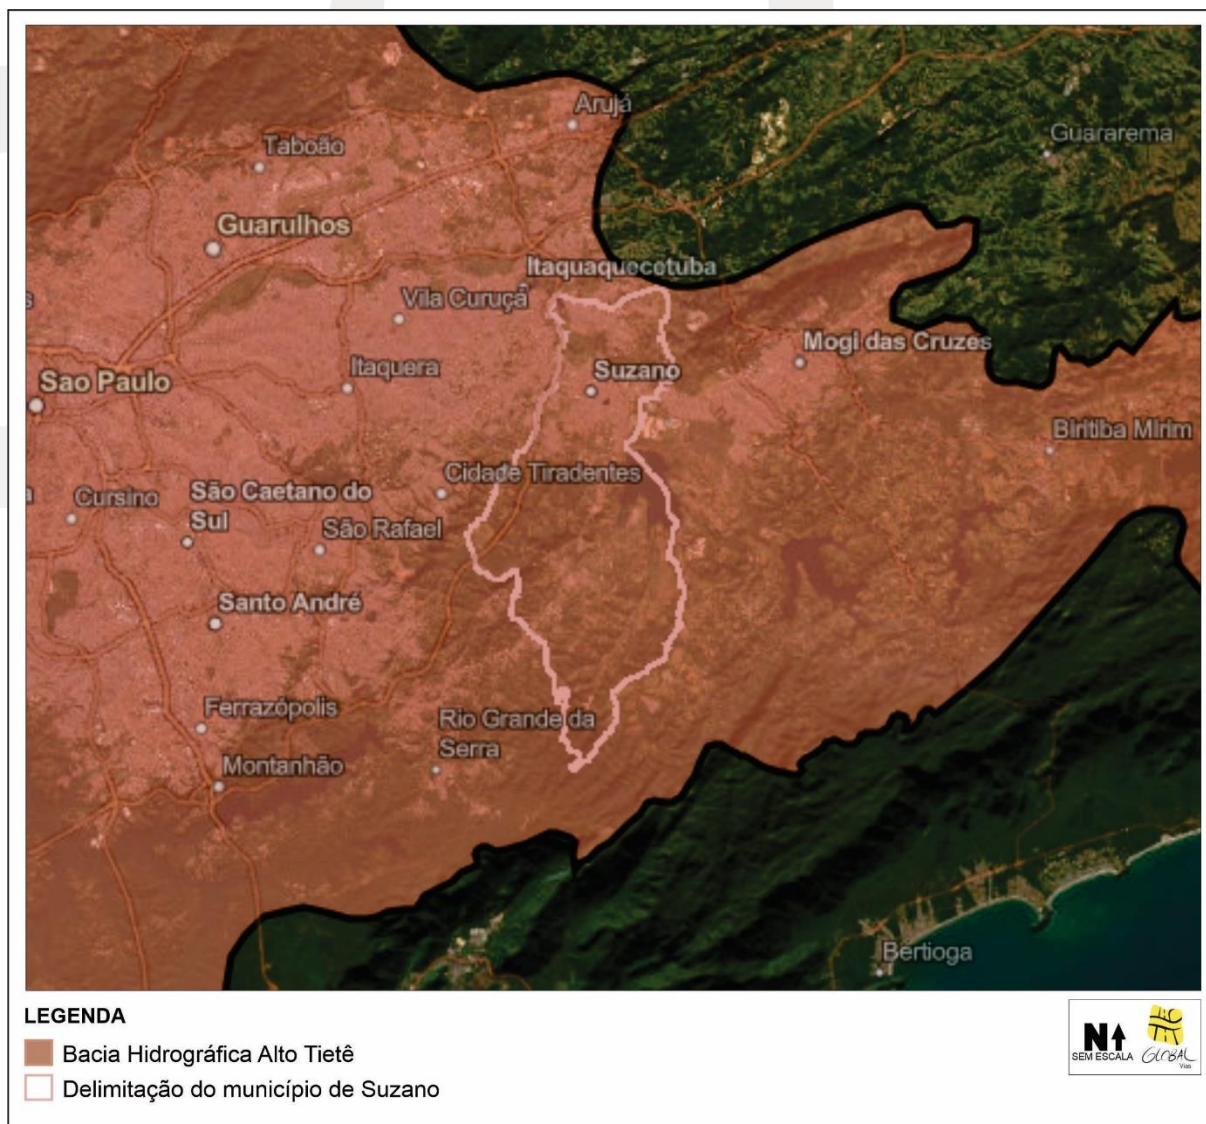 Arujá
Guararema
Taboão
Guarulhos
Itaquaquecetuba
Vila Curuçá
Mogi das Cruzes
Itaquera
Suzano
Sao Paulo
Biritiba Mirim
Cidade Tiradentes
São Caetano do
Sul
Cursino
São Rafael
Santo André
Ferrazópolis
Rio Grande da
Serra
Montanhão
Bertioga
LEGENDA
Bacia Hidrográfica Alto Tietê
Delimitação do município de Suzano
N
SEM ESCALA
GLOBAL
Vias